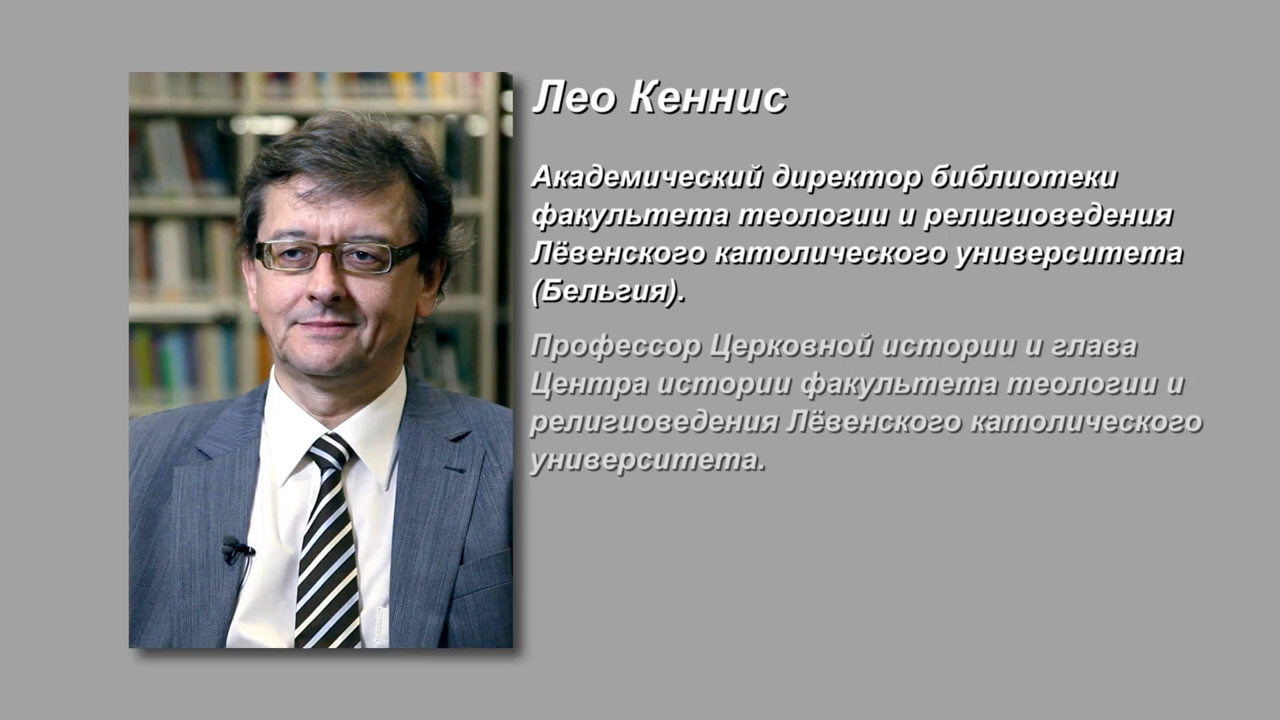 Лео Кеннис
Академический директор библиотеки
факультета теологии и религиоведения
Лёвенского католического университета
(Бельгия).
Профессор Церковной истории и глава
Центра истории факультета теологии и
религиоведения Лёвенского католического
университета.